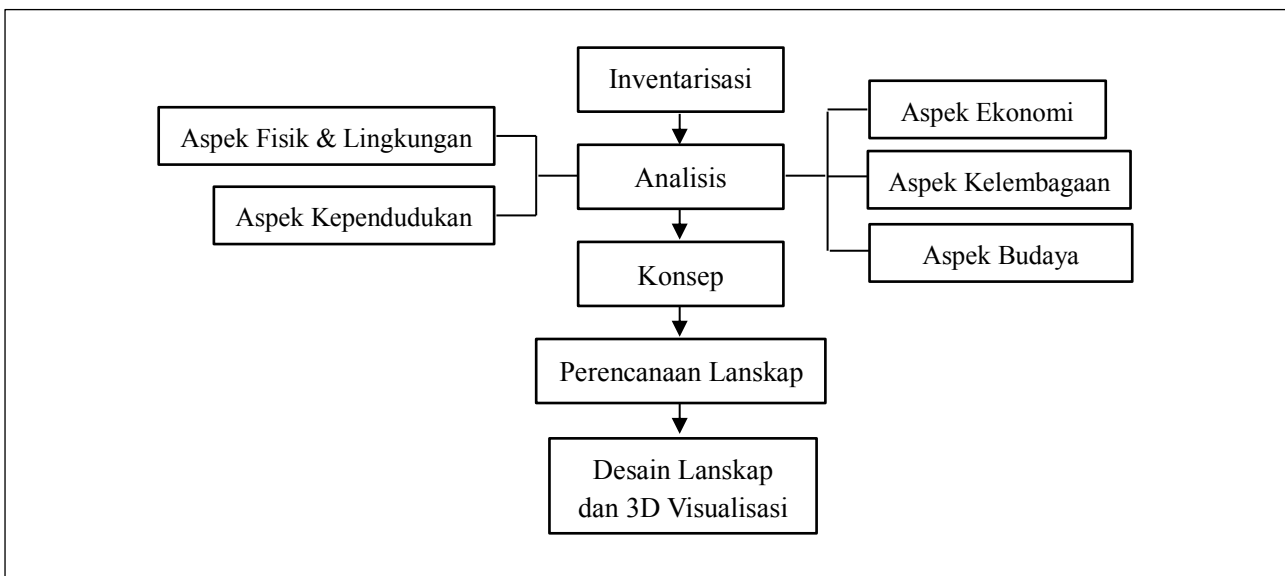 Inventarisasi
Aspek Fisik & Lingkungan
Aspek Kependudukan
Analisis
Aspek Ekonomi
Aspek Kelembagaan
Aspek Budaya
Konsep
Perencanaan Lanskap
Desain Lanskap
dan 3D Visualisasi